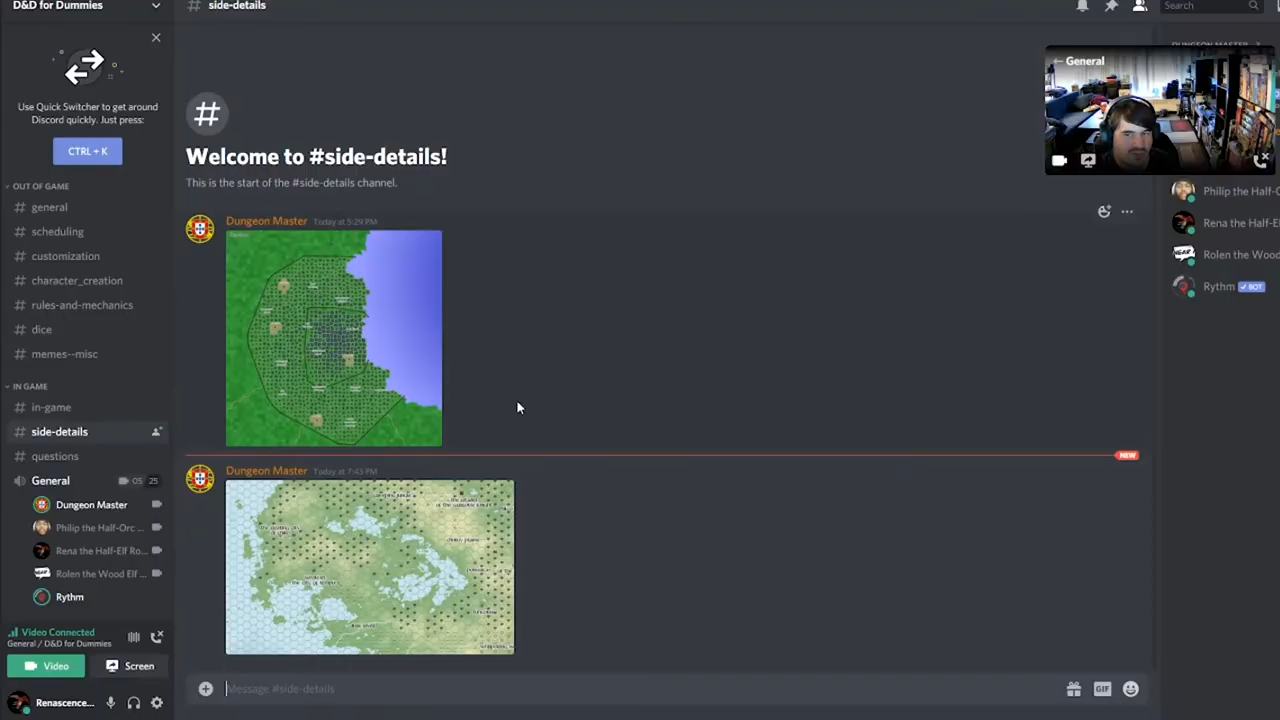 D&D for Dummies
side-details
Search
Use Quick Switcher to get around
Discord quickly. Just press:
CTRL + K
OUT OF GAME
general
scheduling
customization
character_creation
rules-and-mechanics
dice
memes--misc
IN GAME
in-game
side-details
questions
General
05 25
Dungeon Master
Philip the Half-Orc ...
Rena the Half-Elf Ro...
Rolen the Wood Elf ...
Rythm
Video Connected
General / D&D for Dummies
Video
Screen
Renascence...
#
Welcome to #side-details!
This is the start of the #side-details channel.
Dungeon Master Today at 5:29 PM
NEW
Dungeon Master Today at 7:43 PM
Message #side-details
GIF
DUNGEON MASTER
General
Philip the Half-O
Rena the Half-El
Rolen the Wood
Rythm BOT